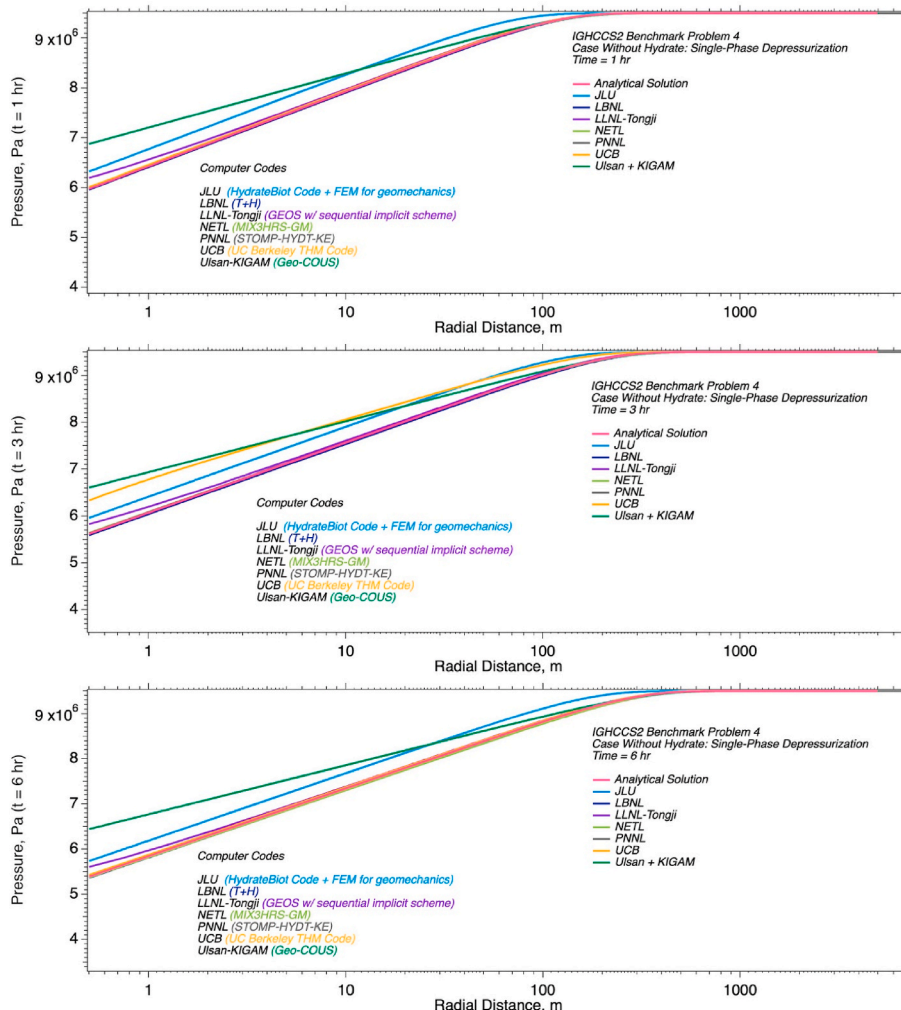 9 x10⁶
8
7
6
5
4
Pressure, Pa (t = 1 hr)
IGHCCS2 Benchmark Problem 4
Case Without Hydrate: Single-Phase Depressurization
Time = 1 hr
Analytical Solution
JLU
LBNL
LLNL-Tongji
NETL
PNNL
UCB
Ulsan + KIGAM
Computer Codes
JLU (HydrateBiot Code + FEM for geomechanics)
LBNL (T+H)
LLNL-Tongji (GEOS w/ sequential implicit scheme)
NETL (MIX3HRS-GM)
PNNL (STOMP-HYDT-KE)
UCB (UC Berkeley THM Code)
Ulsan-KIGAM (Geo-COUS)
1 10 100 1000
Radial Distance, m
9 x10⁶
8
7
6
5
4
Pressure, Pa (t = 3 hr)
IGHCCS2 Benchmark Problem 4
Case Without Hydrate: Single-Phase Depressurization
Time = 3 hr
Analytical Solution
JLU
LBNL
LLNL-Tongji
NETL
PNNL
UCB
Ulsan + KIGAM
Computer Codes
JLU (HydrateBiot Code + FEM for geomechanics)
LBNL (T+H)
LLNL-Tongji (GEOS w/ sequential implicit scheme)
NETL (MIX3HRS-GM)
PNNL (STOMP-HYDT-KE)
UCB (UC Berkeley THM Code)
Ulsan-KIGAM (Geo-COUS)
1 10 100 1000
Radial Distance, m
9 x10⁶
8
7
6
5
4
Pressure, Pa (t = 6 hr)
IGHCCS2 Benchmark Problem 4
Case Without Hydrate: Single-Phase Depressurization
Time = 6 hr
Analytical Solution
JLU
LBNL
LLNL-Tongji
NETL
PNNL
UCB
Ulsan + KIGAM
Computer Codes
JLU (HydrateBiot Code + FEM for geomechanics)
LBNL (T+H)
LLNL-Tongji (GEOS w/ sequential implicit scheme)
NETL (MIX3HRS-GM)
PNNL (STOMP-HYDT-KE)
UCB (UC Berkeley THM Code)
Ulsan-KIGAM (Geo-COUS)
1 10 100 1000
Radial Distance, m